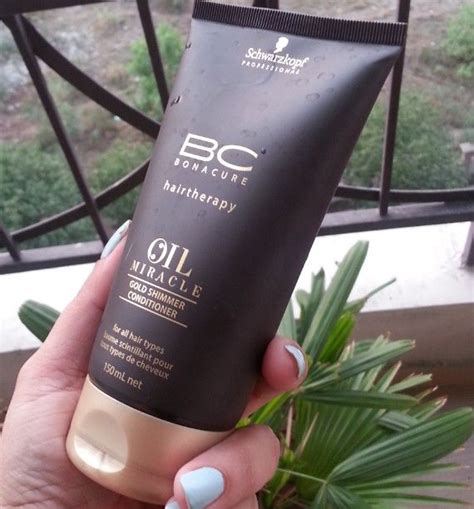 Schwarzkopf
PROFESSIONAL
BC
BONACURE
hairtherapy
OIL
MIRACLE
GOLD SHIMMER
CONDITIONER
for all hair types
baume scintillant pour
tous types de cheveux
150mL net